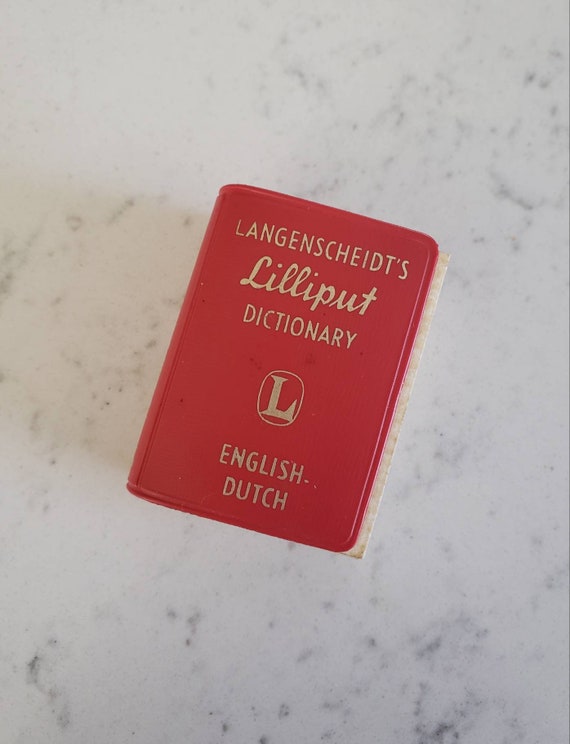 LANGENSCHEIDT'S
Lilliput
DICTIONARY
L
ENGLISH-
DUTCH